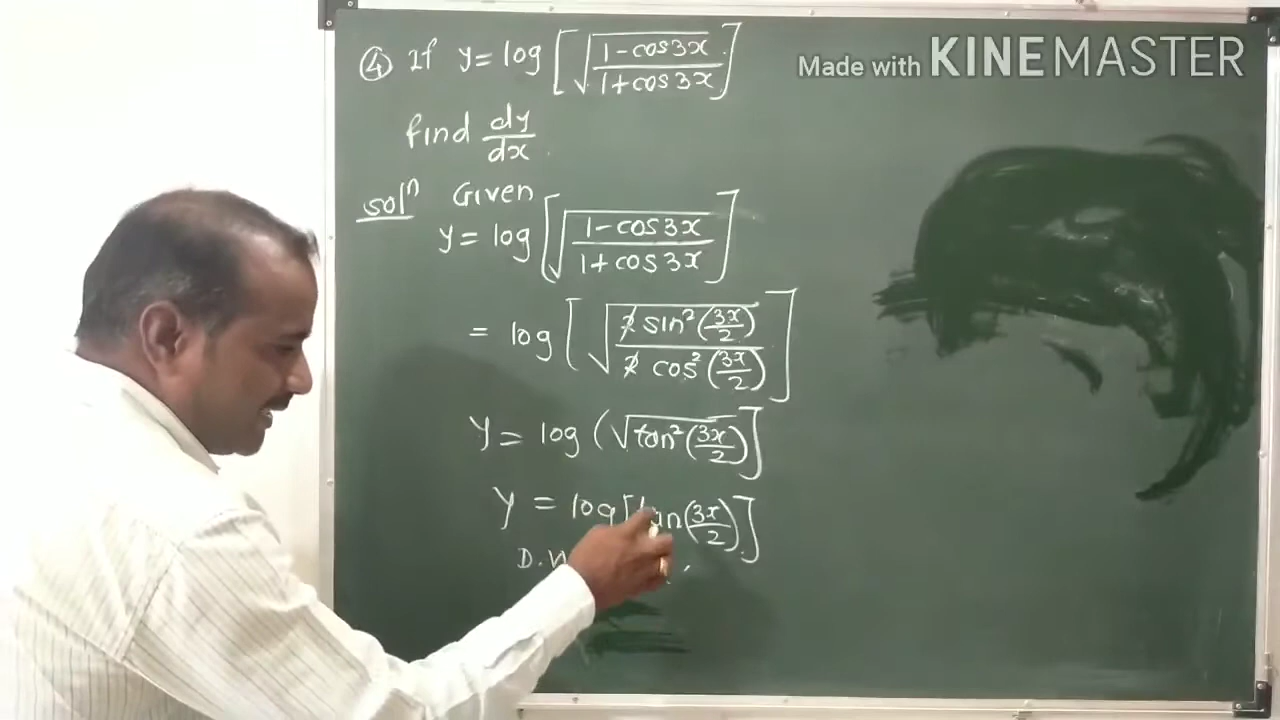 ④ If y = log [√(1-cos3x / 1+cos3x)]
Made with KINEMASTER
find dy/dx
Solⁿ Given
y = log [√(1-cos3x / 1+cos3x)]
= log [√(2 sin² (3x/2) / 2 cos² (3x/2))]
y = log (√tan² (3x/2)]
y = log [tan (3x/2)]
D.